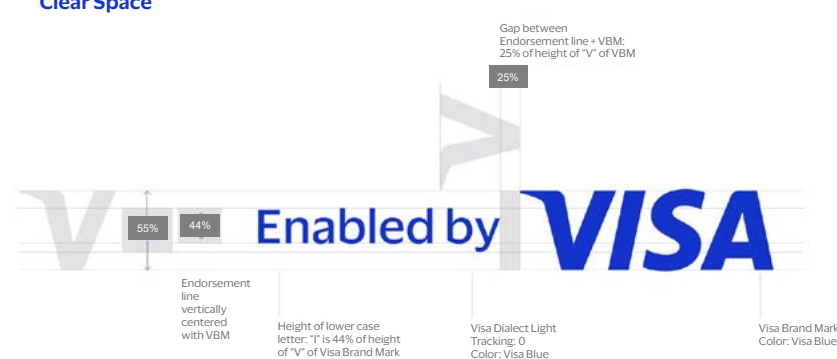 Clear Space
Gap between
Endorsement line + VBM:
25% of height of "V" of VBM
25%
V
V
55%
44%
Enabled by VISA
Endorsement
line
vertically
centered
with VBM
Height of lower case
letter: "I" is 44% of height
of "V" of Visa Brand Mark
Visa Dialect Light
Tracking: 0
Color: Visa Blue
Visa Brand Mark
Color: Visa Blue